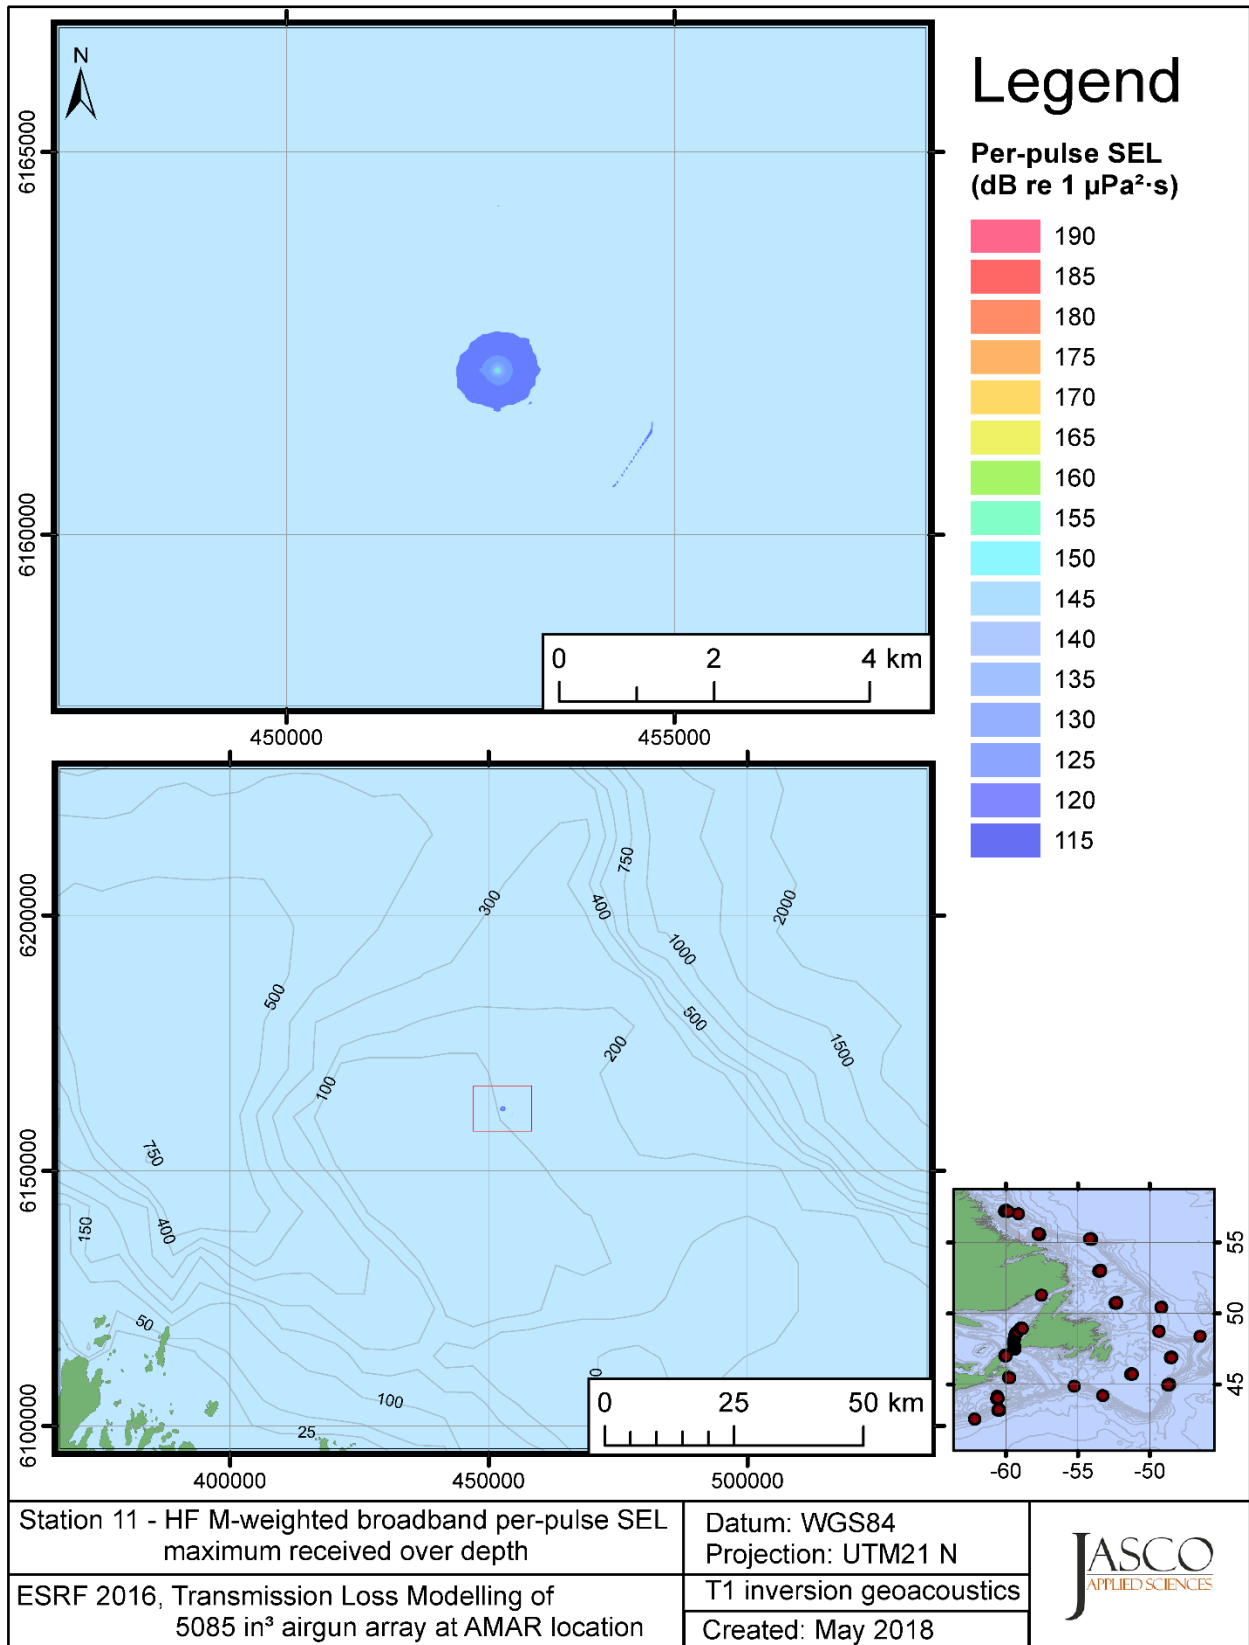 N
6165000
6160000
0 2 4 km
450000 455000
Legend
Per-pulse SEL
(dB re 1 µPa²·s)
190
185
180
175
170
165
160
155
150
145
140
135
130
125
120
115
6200000
6150000
6100000
750
300
400
2000
1000
500
500
1500
200
100
750
150
400
50
100
25
0 25 50 km
400000 450000 500000
55
50
45
-60 -55 -50
Station 11 - HF M-weighted broadband per-pulse SEL
maximum received over depth
ESRF 2016, Transmission Loss Modelling of
5085 in³ airgun array at AMAR location
Datum: WGS84
Projection: UTM21 N
T1 inversion geoacoustics
Created: May 2018
JASCO
APPLIED SCIENCES